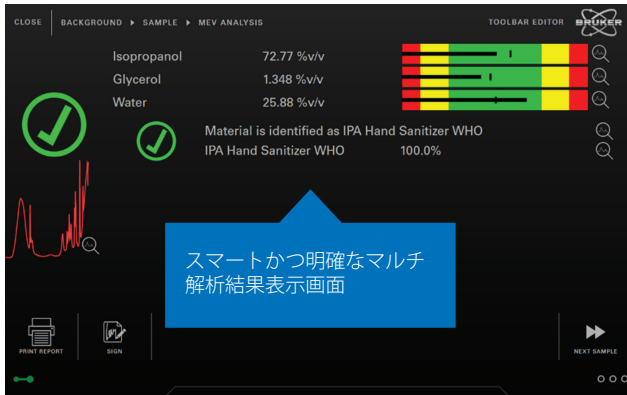 CLOSE BACKGROUND ▸ SAMPLE ▸ MEV ANALYSIS TOOLBAR EDITOR BRUKER
Isopropanol 72.77 %v/v
Glycerol 1.348 %v/v
Water 25.88 %v/v
Material is identified as IPA Hand Sanitizer WHO
IPA Hand Sanitizer WHO 100.0%
スマートかつ明確なマルチ
解析結果表示画面
PRINT REPORT SIGN NEXT SAMPLE